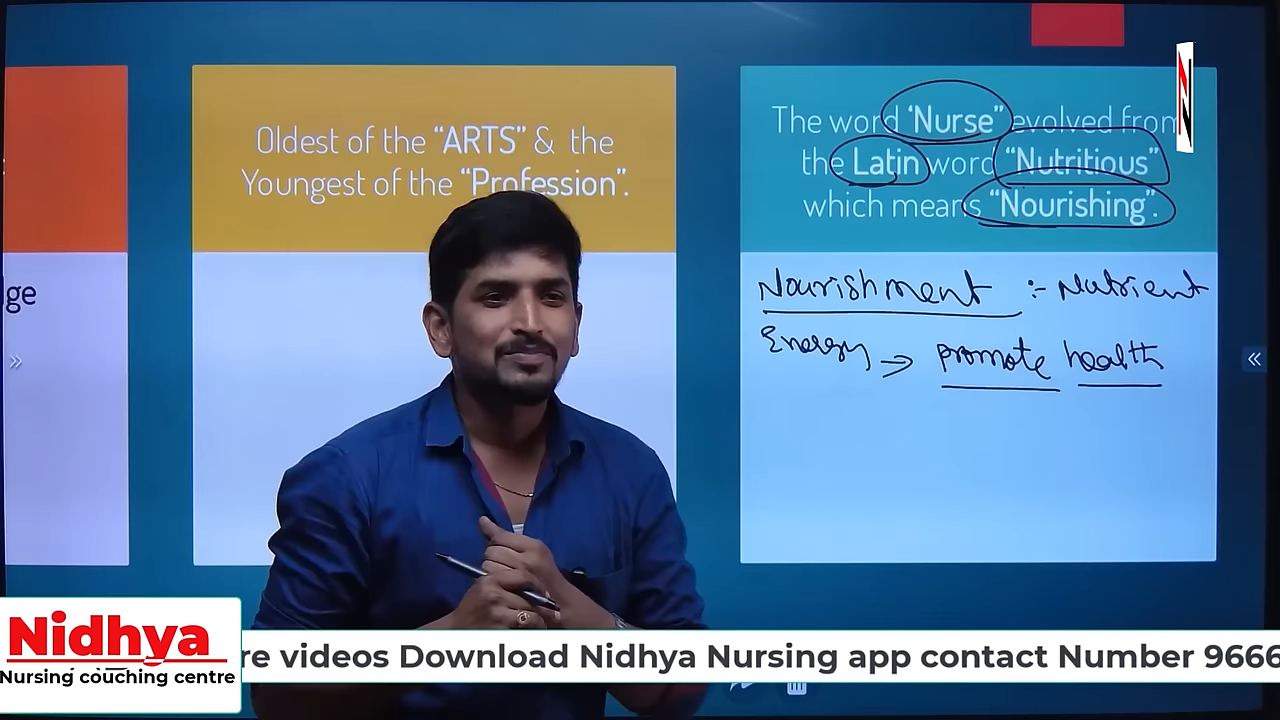 ge
Oldest of the “ARTS” & the
Youngest of the “Profession”.
The word ‘Nurse” evolved from
the Latin word “Nutritious”
which means “Nourishing”.
Nourishment :- Nutrient
Energy → promote health
N
Nidhya
Nursing couching centre
re videos Download Nidhya Nursing app contact Number 9666